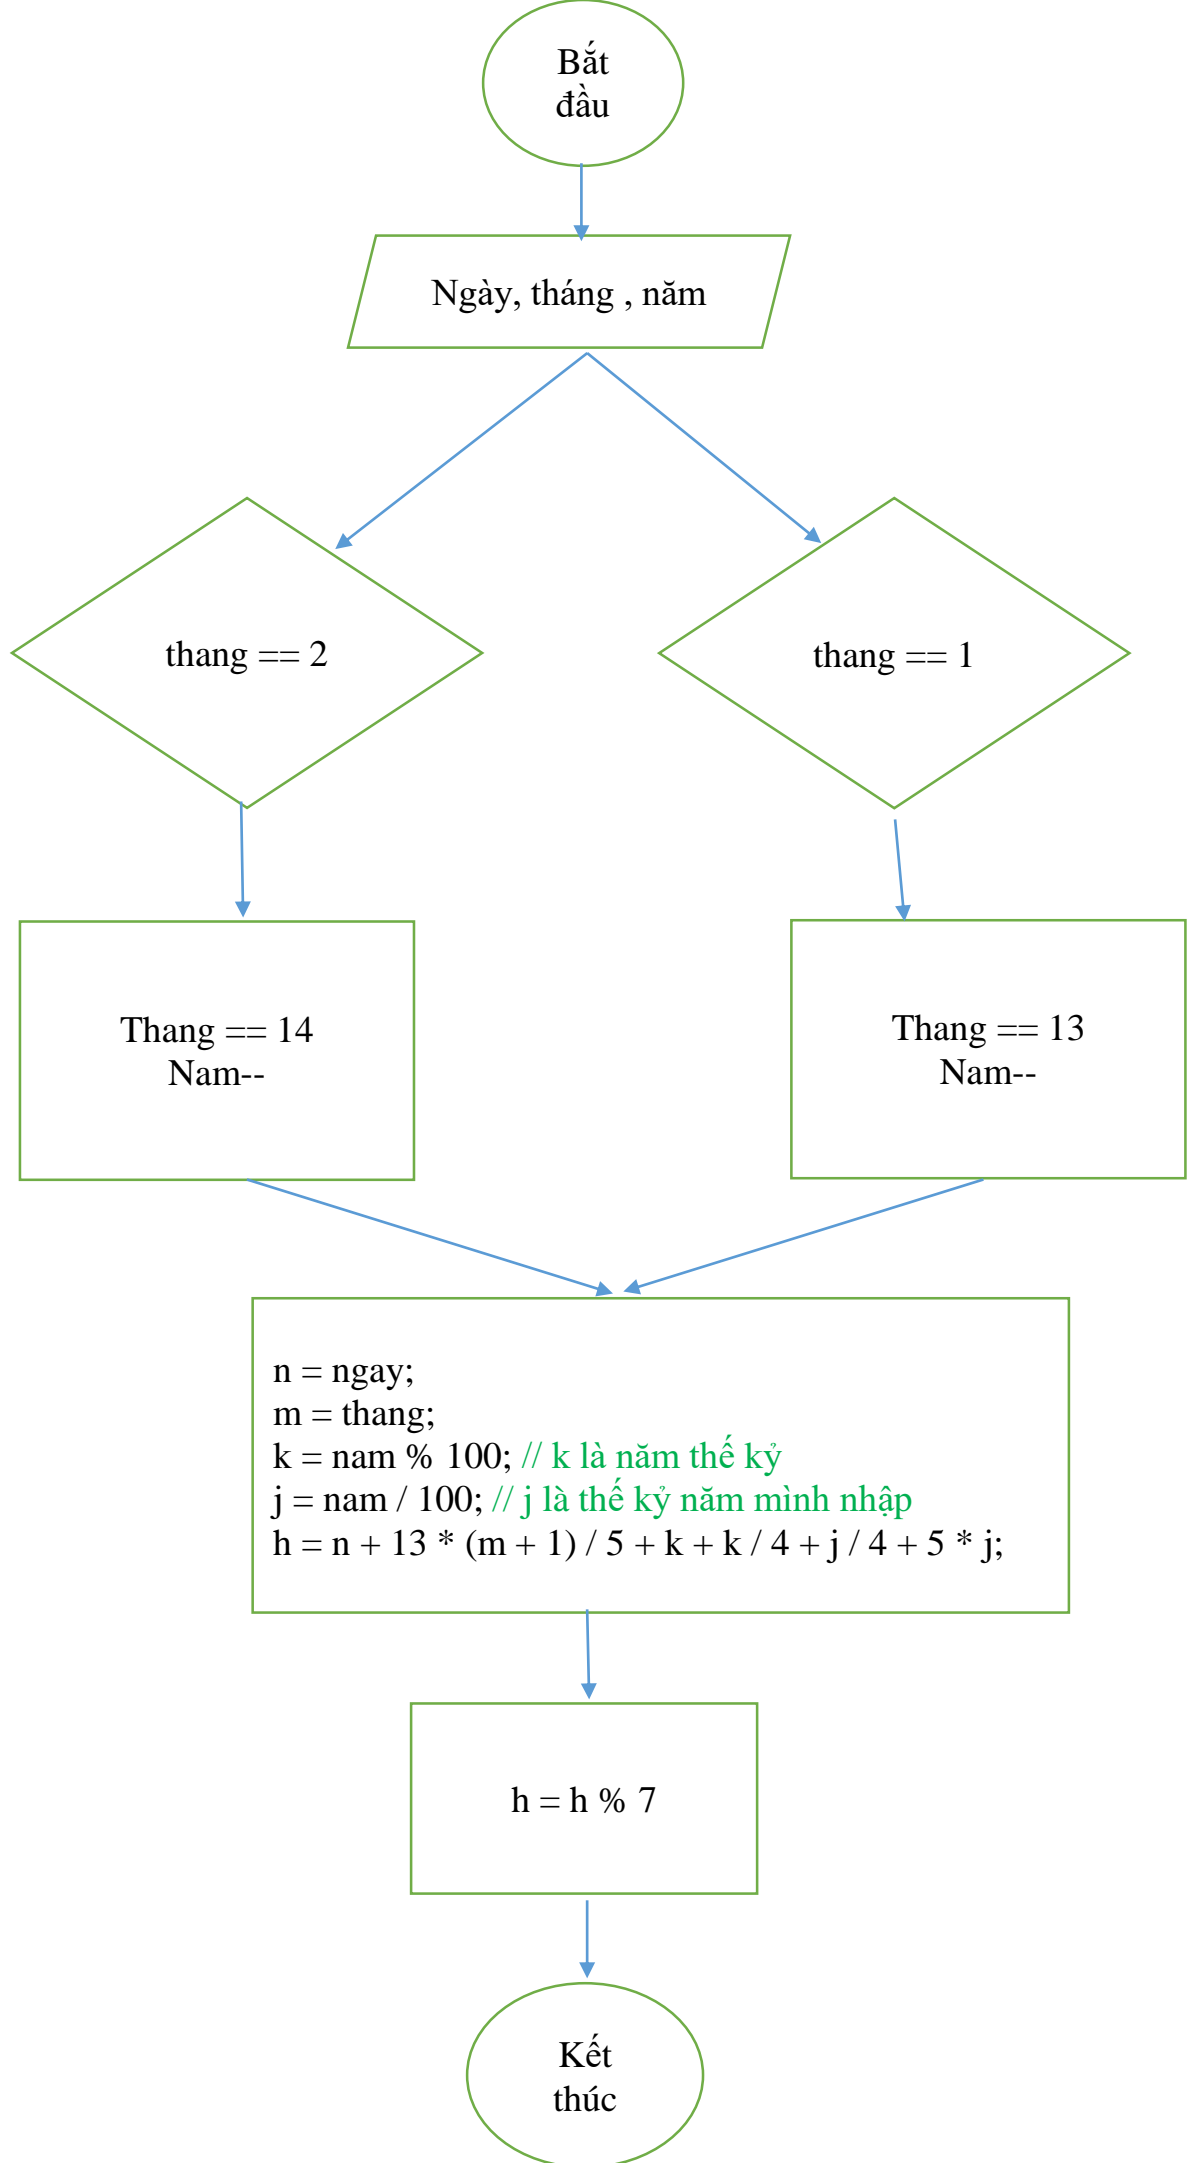 Bắt
đầu
Ngày, tháng , năm
thang == 2
thang == 1
Thang == 14
Nam--
Thang == 13
Nam--
n = ngay;
m = thang;
k = nam % 100; // k là năm thế kỷ
j = nam / 100; // j là thế kỷ năm mình nhập
h = n + 13 * (m + 1) / 5 + k + k / 4 + j / 4 + 5 * j;
h = h % 7
Kết
thúc